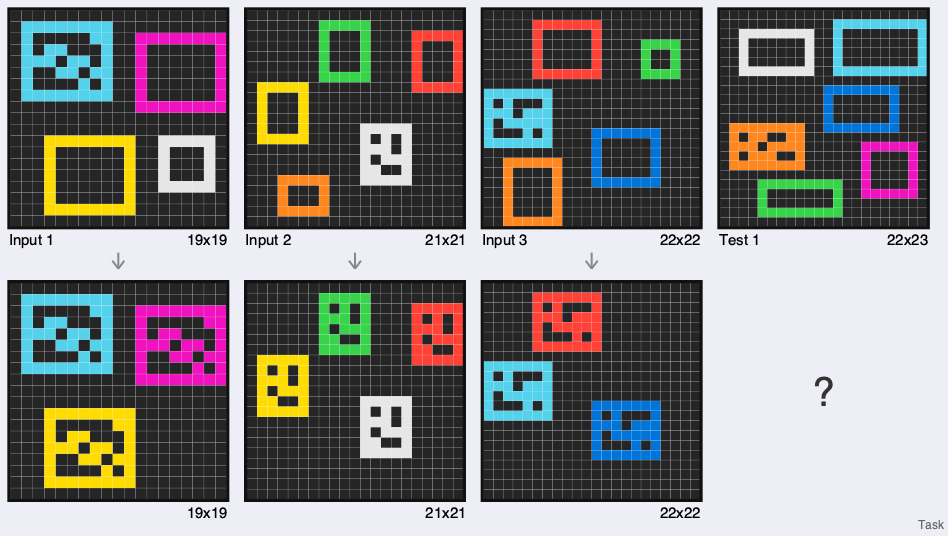 Input 1 19x19
Input 2 21x21
Input 3 22x22
Test 1 22x23
19x19
21x21
22x22
?
Task